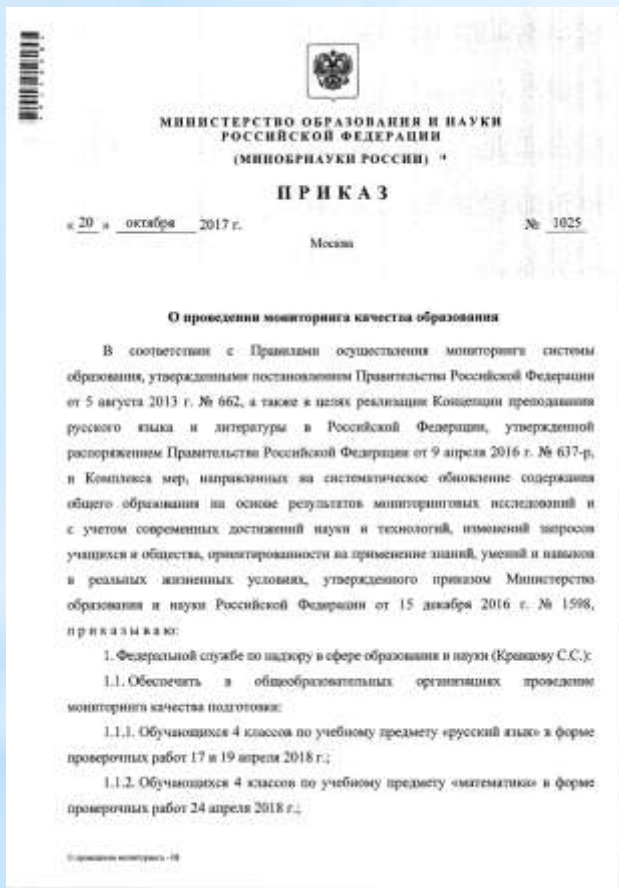 МИНИСТЕРСТВО ОБРАЗОВАНИЯ И НАУКИ
РОССИЙСКОЙ ФЕДЕРАЦИИ
(МИНОБРНАУКИ РОССИИ)
ПРИКАЗ
« 20 » октября 2017 г. № 1025
Москва
О проведении мониторинга качества образования
В соответствии с Правилами осуществления мониторинга системы
образования, утвержденными постановлением Правительства Российской Федерации
от 5 августа 2013 г. № 662, а также в целях реализации Концепции преподавания
русского языка и литературы в Российской Федерации, утвержденной
распоряжением Правительства Российской Федерации от 9 апреля 2016 г. № 637-р,
и Комплекса мер, направленных на систематическое обновление содержания
общего образования на основе результатов мониторинговых исследований и
с учетом современных достижений науки и технологий, изменений запросов
учащихся и общества, ориентированности на применение знаний, умений и навыков
в реальных жизненных условиях, утвержденного приказом Министерства
образования и науки Российской Федерации от 15 декабря 2016 г. № 1598,
п р и к а з ы в а ю:
1. Федеральной службе по надзору в сфере образования и науки (Кравцову С.С.):
1.1. Обеспечить в общеобразовательных организациях проведение
мониторинга качества подготовки:
1.1.1. Обучающихся 4 классов по учебному предмету «русский язык» в форме
проверочных работ 17 и 19 апреля 2018 г.;
1.1.2. Обучающихся 4 классов по учебному предмету «математика» в форме
проверочных работ 24 апреля 2018 г.;
О проведении мониторинга